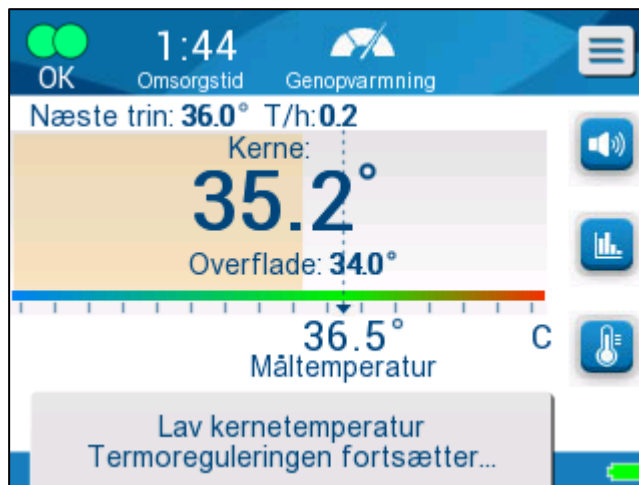 OK
1:44
Omsorgstid
Genopvarmning
Næste trin: 36.0° T/h:0.2
Kerne:
35.2°
Overflade: 34.0°
36.5° C
Måltemperatur
Lav kernetemperatur
Termoreguleringen fortsætter...